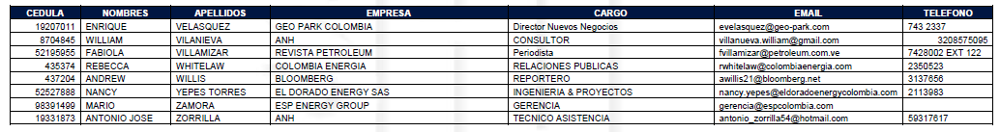 CEDULA NOMBRES APELLIDOS EMPRESA CARGO EMAIL TELEFONO
19207011 ENRIQUE VELASQUEZ GEO PARK COLOMBIA Director Nuevos Negocios evelasquez@geo-park.com 743 2337
8704845 WILLIAM VILANIEVA ANH CONSULTOR villanueva.william@gmail.com 3208575095
52195955 FABIOLA VILLAMIZAR REVISTA PETROLEUM Periodista fvillamizar@petroleum.com.ve 7428002 EXT 122
435374 REBECCA WHITELAW COLOMBIA ENERGIA RELACIONES PUBLICAS rwhitelaw@colombiaenergia.com 2350523
437204 ANDREW WILLIS BLOOMBERG REPORTERO awillis21@bloomberg.net 3137656
52527888 NANCY YEPES TORRES EL DORADO ENERGY SAS INGENIERIA & PROYECTOS nancy.yepes@eldoradoenergycolombia.com 2113983
98391499 MARIO ZAMORA ESP ENERGY GROUP GERENCIA gerencia@espcolombia.com
19331873 ANTONIO JOSE ZORRILLA ANH TECNICO ASISTENCIA antonio_zorrilla54@hotmail.com 59317617